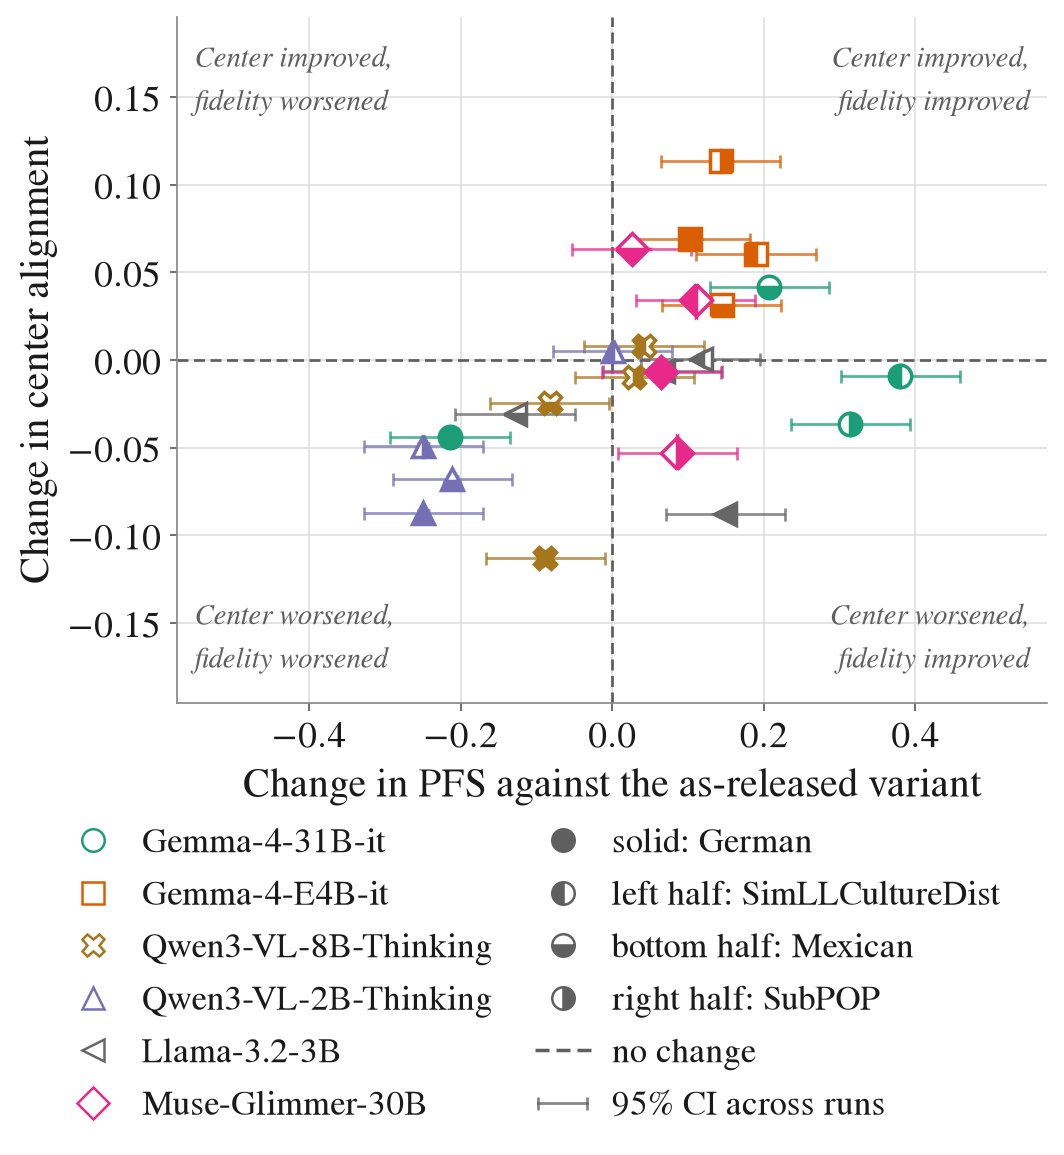 Center improved,
fidelity worsened
Center improved,
fidelity improved
0.15
0.10
0.05
0.00
−0.05
−0.10
−0.15
Change in center alignment
Center worsened,
fidelity worsened
Center worsened,
fidelity improved
−0.4
−0.2
0.0
0.2
0.4
Change in PFS against the as-released variant
Gemma-4-31B-it
Gemma-4-E4B-it
Qwen3-VL-8B-Thinking
Qwen3-VL-2B-Thinking
Llama-3.2-3B
Muse-Glimmer-30B
solid: German
left half: SimLLCultureDist
bottom half: Mexican
right half: SubPOP
no change
95% CI across runs